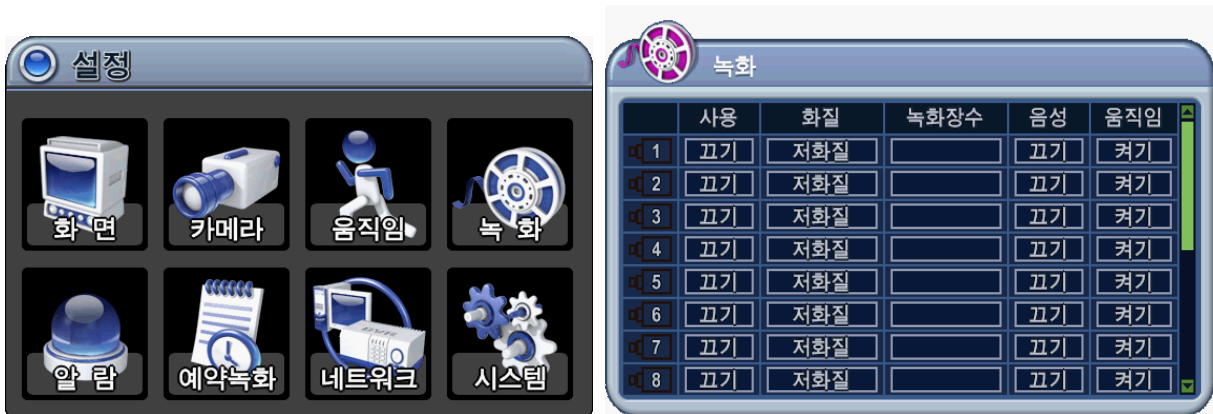 설정
화 면
카메라
움직임
녹 화
알 람
예약녹화
네트워크
시스템
녹화
사용 화질 녹화장수 음성 움직임
1 끄기 저화질 끄기 켜기
2 끄기 저화질 끄기 켜기
3 끄기 저화질 끄기 켜기
4 끄기 저화질 끄기 켜기
5 끄기 저화질 끄기 켜기
6 끄기 저화질 끄기 켜기
7 끄기 저화질 끄기 켜기
8 끄기 저화질 끄기 켜기